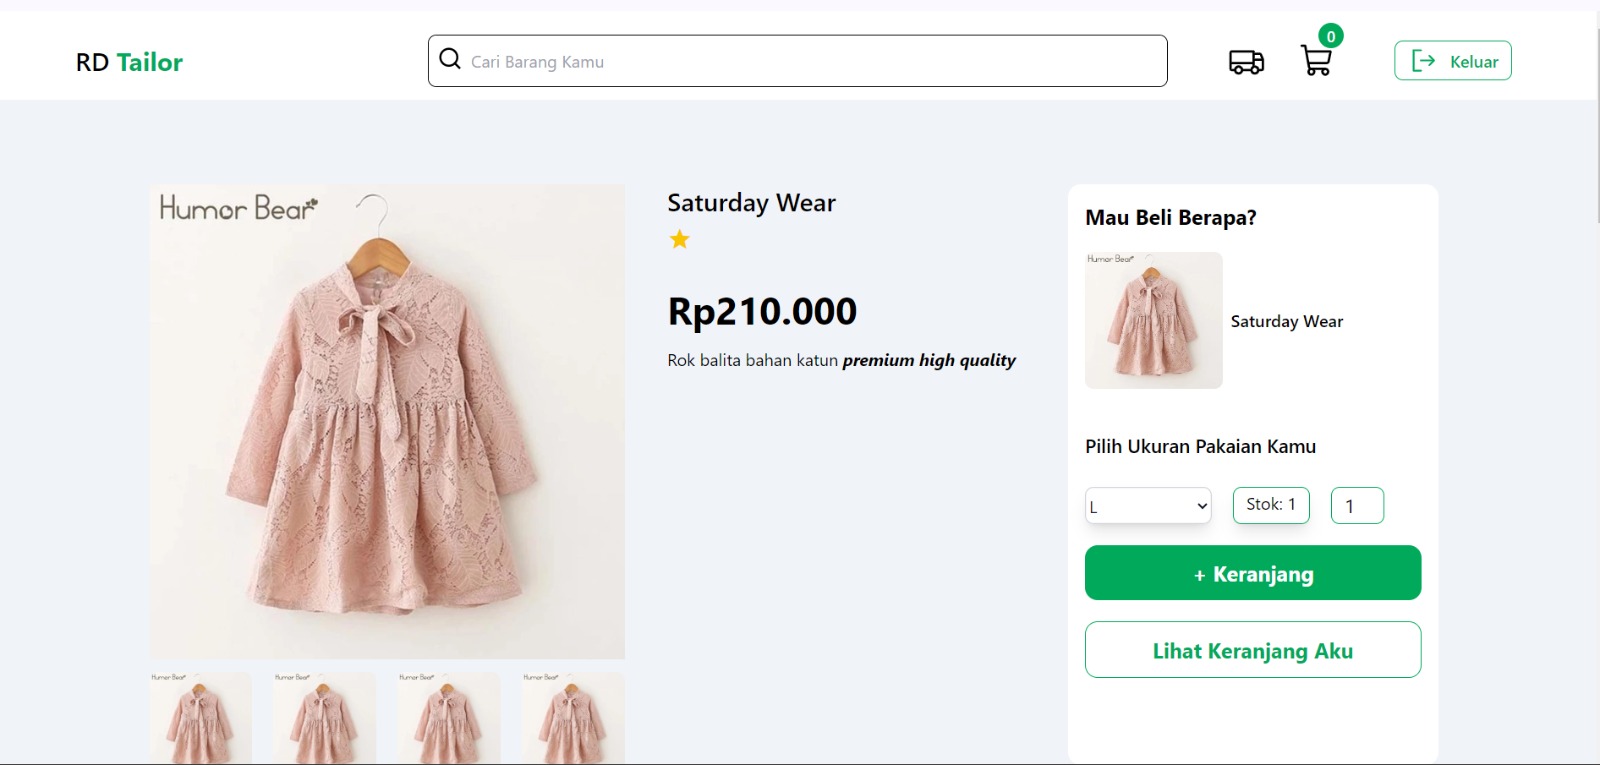 RD Tailor
Cari Barang Kamu
0
Keluar
Humor Bear
Saturday Wear
Rp210.000
Rok balita bahan katun premium high quality
Mau Beli Berapa?
Humor Bear
Saturday Wear
Pilih Ukuran Pakaian Kamu
L
Stok: 1
1
+ Keranjang
Lihat Keranjang Aku
Humor Bear
Humor Bear
Humor Bear
Humor Bear